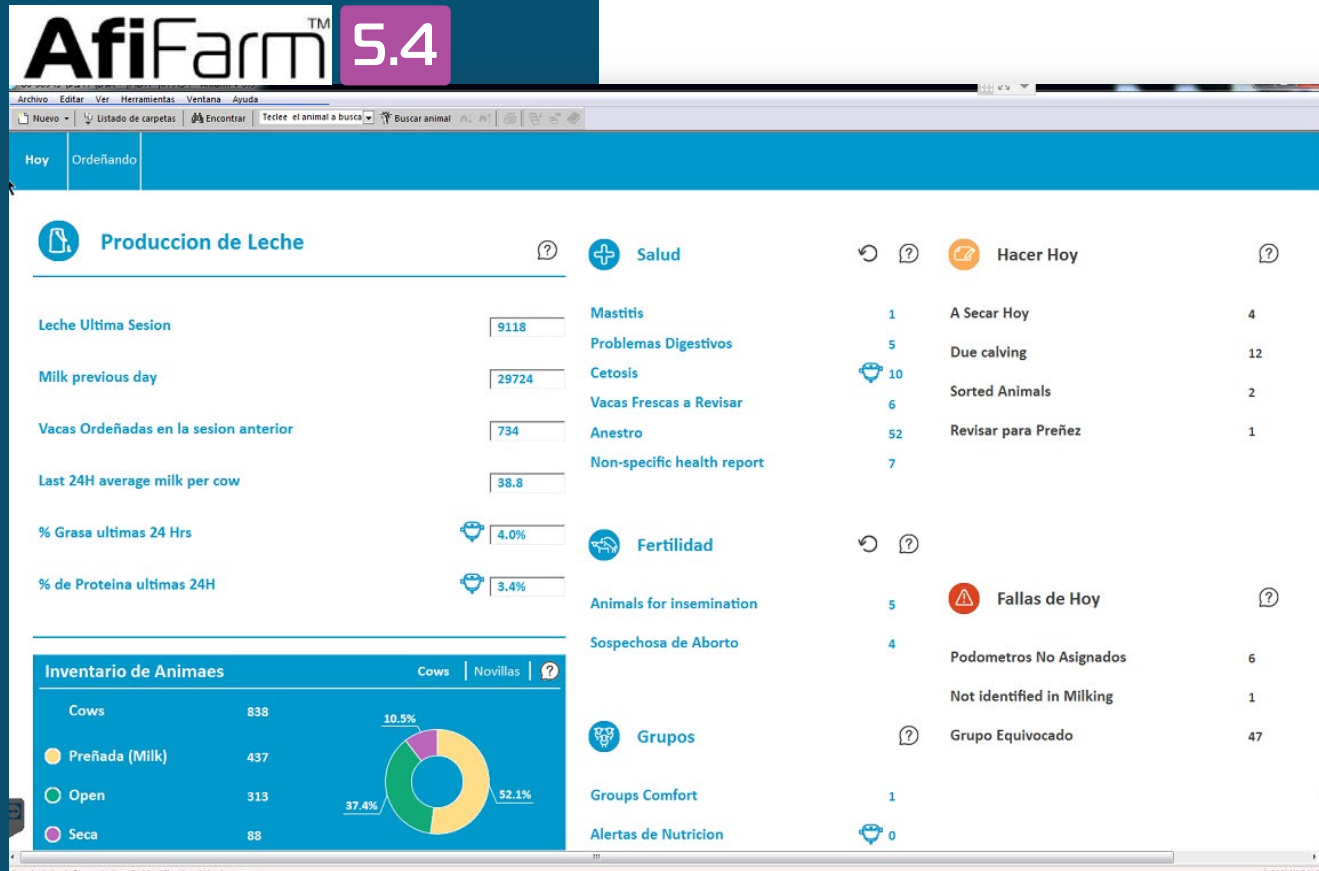 AfiFarm™ 5.4
Archivo Editar Ver Herramientas Ventana Ayuda
Nuevo Listado de carpetas Encontrar Teclee el animal a busca Buscar animal
Hoy Ordeñando
Produccion de Leche
Leche Ultima Sesion 9118
Milk previous day 29724
Vacas Ordeñadas en la sesion anterior 734
Last 24H average milk per cow 38.8
% Grasa ultimas 24 Hrs 4.0%
% de Proteina ultimas 24H 3.4%
Inventario de Animaes Cows Novillas
Cows 838
Preñada (Milk) 437
Open 313
Seca 88
10.5%
37.4%
52.1%
Salud
Mastitis 1
Problemas Digestivos 5
Cetosis 10
Vacas Frescas a Revisar 6
Anestro 52
Non-specific health report 7
Fertilidad
Animals for insemination 5
Sospechosa de Aborto 4
Grupos
Groups Comfort 1
Alertas de Nutricion 0
Hacer Hoy
A Secar Hoy 4
Due calving 12
Sorted Animals 2
Revisar para Preñez 1
Fallas de Hoy
Podometros No Asignados 6
Not identified in Milking 1
Grupo Equivocado 47